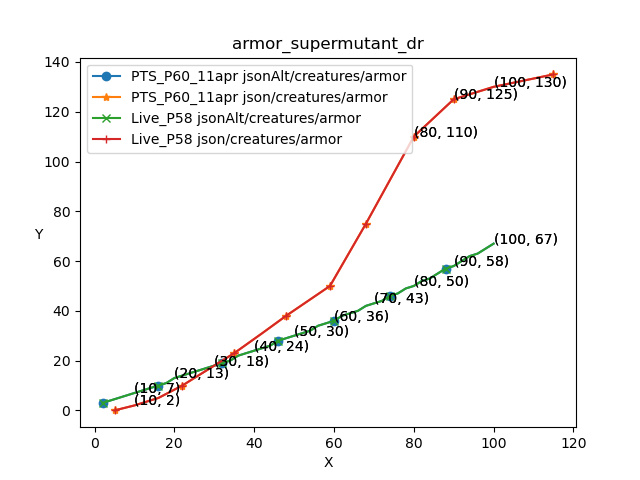 armor_supermutant_dr
140
120
100
80
60
40
20
0
Y
PTS_P60_11apr jsonAlt/creatures/armor
PTS_P60_11apr json/creatures/armor
Live_P58 jsonAlt/creatures/armor
Live_P58 json/creatures/armor
(100, 130)
(90, 125)
(80, 110)
(100, 67)
(90, 58)
(80, 50)
(70, 43)
(60, 36)
(50, 30)
(40, 24)
(30, 18)
(20, 13)
(10, 7)
(10, 2)
0 20 40 60 80 100 120
X